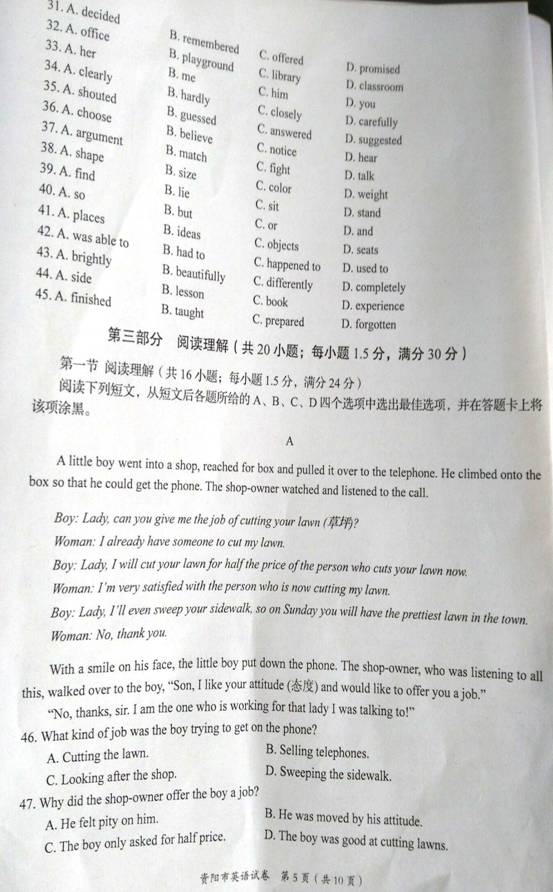 31. A. decided B. remembered C. offered D. promised
32. A. office B. playground C. library D. classroom
33. A. her B. me C. him D. you
34. A. clearly B. hardly C. closely D. carefully
35. A. shouted B. guessed C. answered D. suggested
36. A. choose B. believe C. notice D. hear
37. A. argument B. match C. fight D. talk
38. A. shape B. size C. color D. weight
39. A. find B. lie C. sit D. stand
40. A. so B. but C. or D. and
41. A. places B. ideas C. objects D. seats
42. A. was able to B. had to C. happened to D. used to
43. A. brightly B. beautifully C. differently D. completely
44. A. side B. lesson C. book D. experience
45. A. finished B. taught C. prepared D. forgotten
第三部分 阅读理解(共20小题;每小题1.5分,满分30分)
第一节 阅读理解(共16小题;每小题1.5分,满分24分)
阅读下列短文,从短文后各题所给的A、B、C、D四个选项中选出最佳选项,并在答题卡上将
该项涂黑。
A
A little boy went into a shop, reached for box and pulled it over to the telephone. He climbed onto the
box so that he could get the phone. The shop-owner watched and listened to the call.
Boy: Lady, can you give me the job of cutting your lawn (草坪)?
Woman: I already have someone to cut my lawn.
Boy: Lady, I will cut your lawn for half the price of the person who cuts your lawn now.
Woman: I'm very satisfied with the person who is now cutting my lawn.
Boy: Lady, I'll even sweep your sidewalk, so on Sunday you will have the prettiest lawn in the town.
Woman: No, thank you.
With a smile on his face, the little boy put down the phone. The shop-owner, who was listening to all
this, walked over to the boy, “Son, I like your attitude (态度) and would like to offer you a job.”
“No, thanks, sir. I am the one who is working for that lady I was talking to!”
46. What kind of job was the boy trying to get on the phone?
A. Cutting the lawn. B. Selling telephones.
C. Looking after the shop. D. Sweeping the sidewalk.
47. Why did the shop-owner offer the boy a job?
A. He felt pity on him. B. He was moved by his attitude.
C. The boy only asked for half price. D. The boy was good at cutting lawns.
资阳市英语试卷 第5页(共10页)